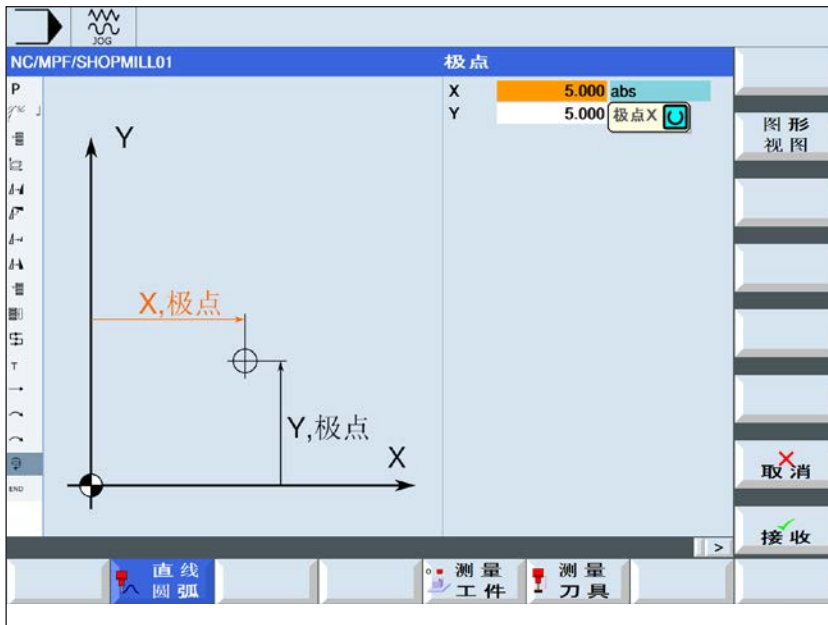 JOG
NC/MPF/SHOPMILL01
极点
P
X 5.000 abs
Y 5.000 极点X
图形
视图
Y
X,极点
Y,极点
X
T
END
取消
接收
>
直线
圆弧
测量
工件
测量
刀具